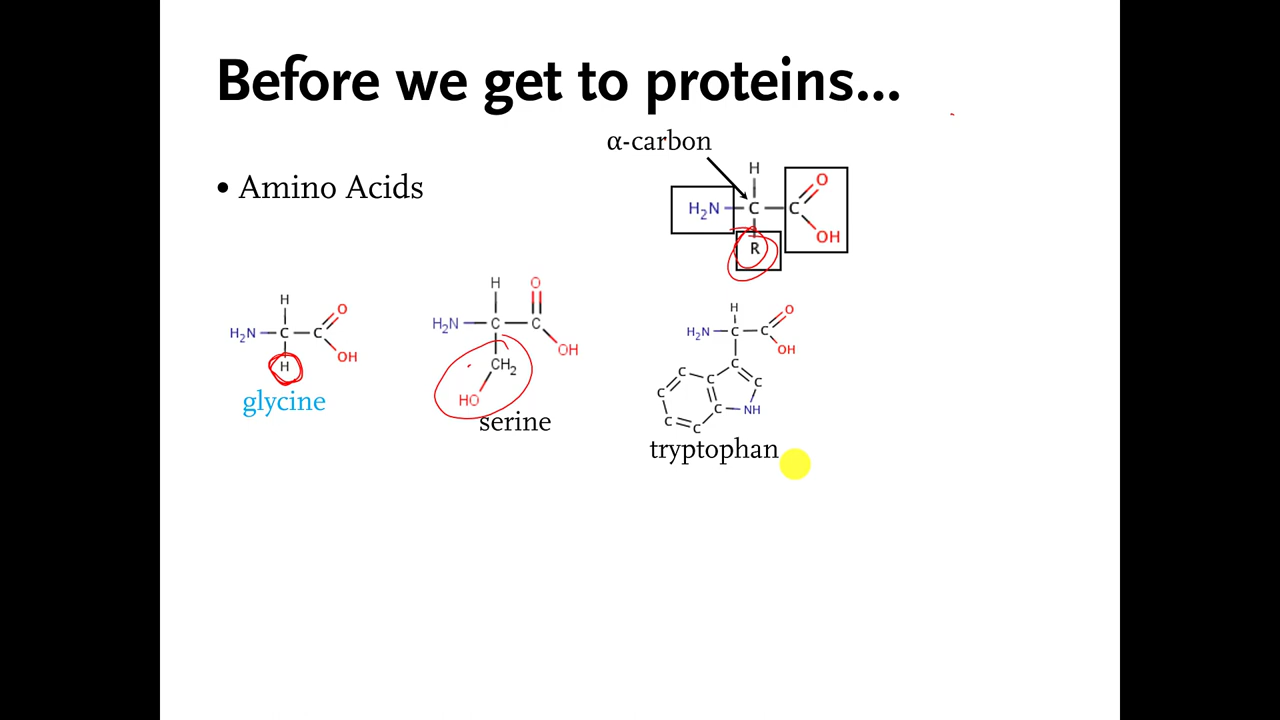 Before we get to proteins...
α-carbon
• Amino Acids
H
H₂N C C O
OH
R
H
H₂N C C O
OH
H
glycine
H O
H₂N C C
OH
CH₂
HO
serine
H
H₂N C C O
OH
C
C C C
C
C C NH
C C
tryptophan